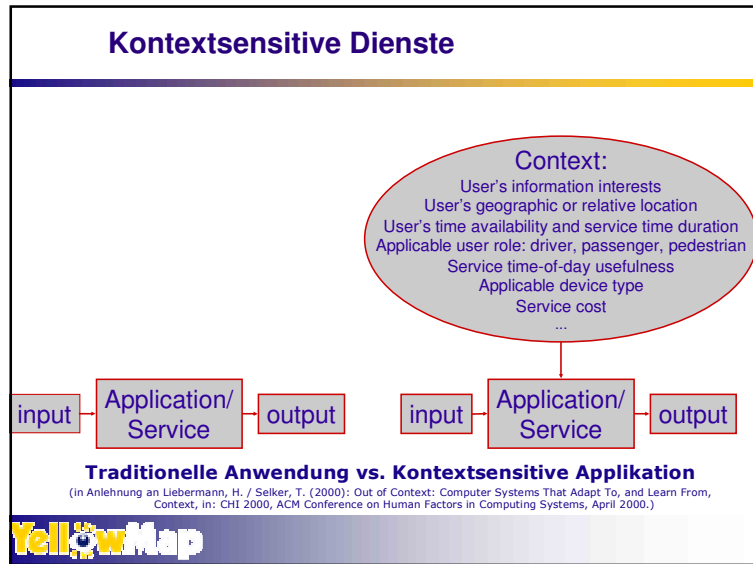 Kontextsensitive Dienste
Context:
User's information interests
User's geographic or relative location
User's time availability and service time duration
Applicable user role: driver, passenger, pedestrian
Service time-of-day usefulness
Applicable device type
Service cost
...
input
Application/
Service
output
input
Application/
Service
output
Traditionelle Anwendung vs. Kontextsensitive Applikation
(in Anlehnung an Liebermann, H. / Selker, T. (2000): Out of Context: Computer Systems That Adapt To, and Learn From,
Context, in: CHI 2000, ACM Conference on Human Factors in Computing Systems, April 2000.)
YellowMap